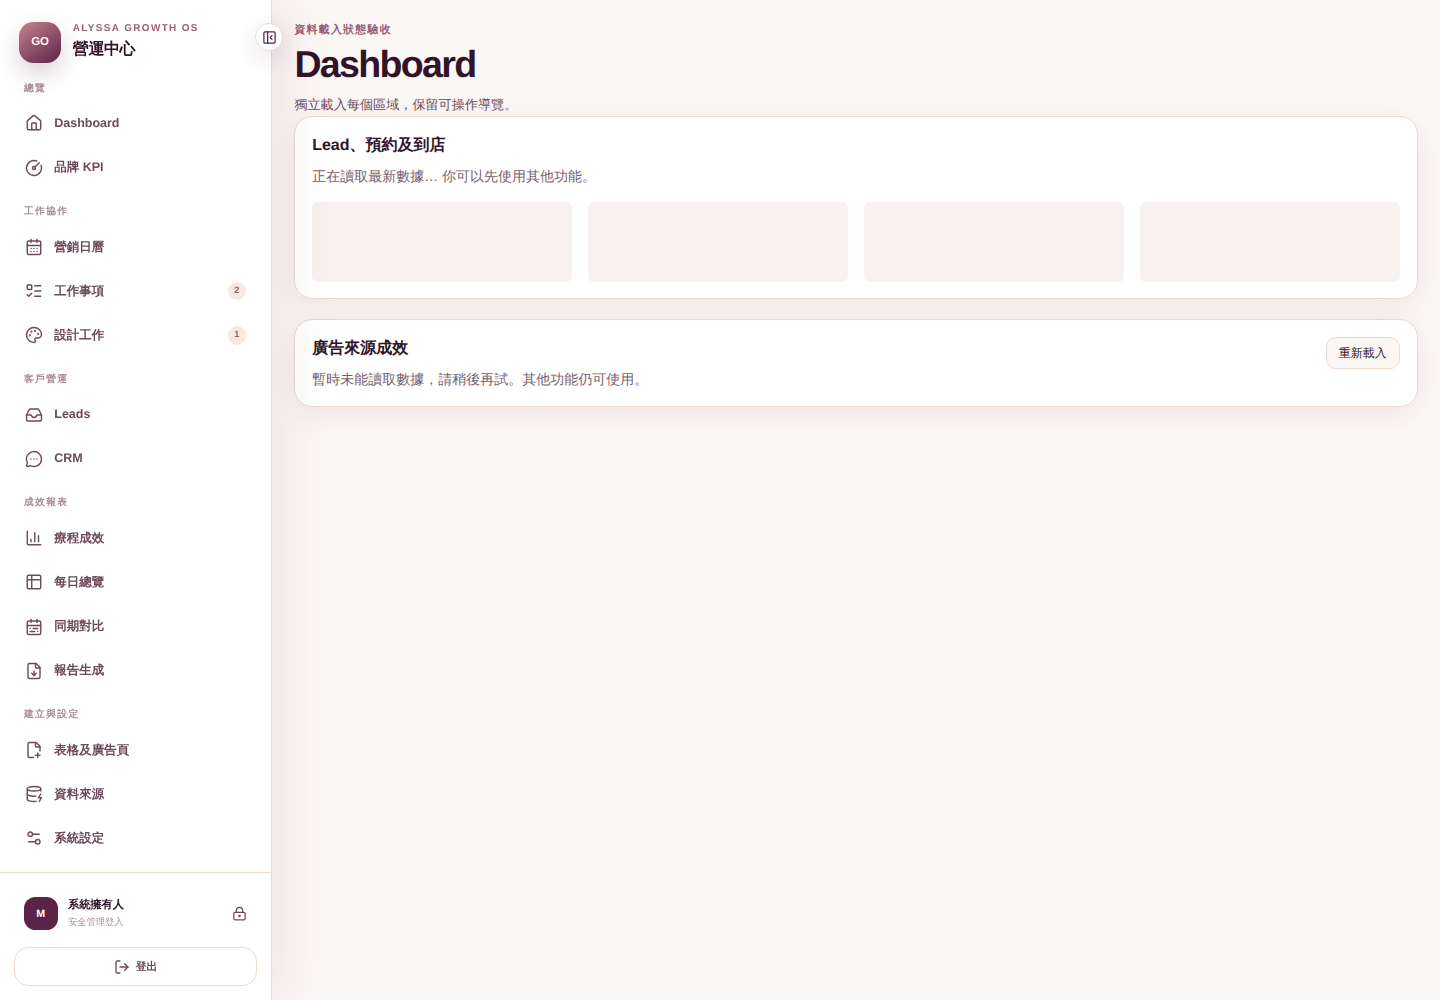 GO
ALYSSA GROWTH OS
營運中心
總覽
Dashboard
品牌 KPI
工作協作
營銷日曆
工作事項
2
設計工作
1
客戶營運
Leads
CRM
成效報表
療程成效
每日總覽
同期對比
報告生成
建立與設定
表格及廣告頁
資料來源
系統設定
M
系統擁有人
安全管理登入
登出
資料載入狀態驗收
Dashboard
獨立載入每個區域，保留可操作導覽。
Lead、預約及到店
正在讀取最新數據… 你可以先使用其他功能。
廣告來源成效
重新載入
暫時未能讀取數據，請稍後再試。其他功能仍可使用。